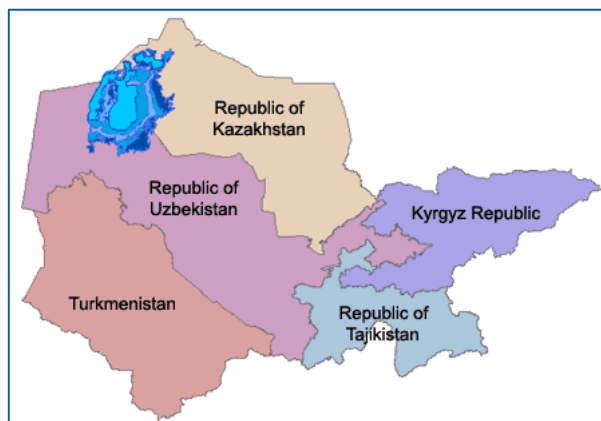 Republic of
Kazakhstan
Republic of
Uzbekistan
Kyrgyz Republic
Turkmenistan
Republic of
Tajikistan